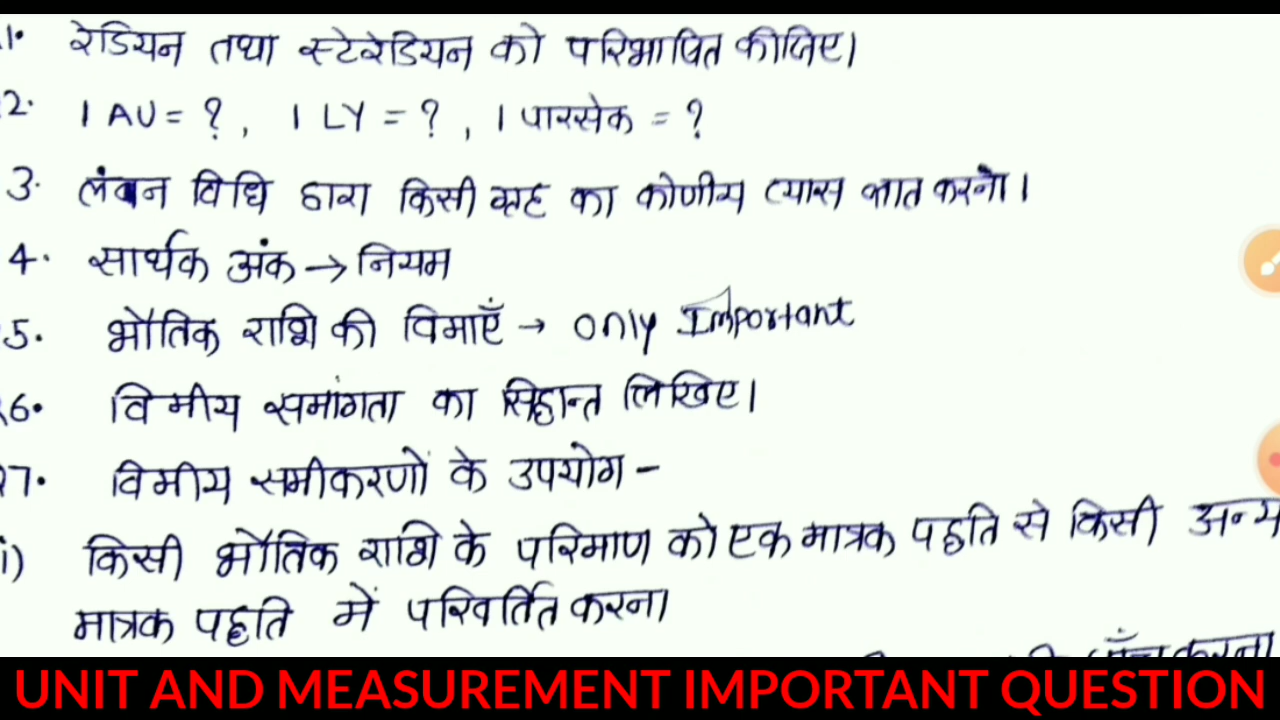 1. रेडियन तथा स्टेरेडियन को परिभाषित कीजिए।
2. 1 AU = ?, 1 LY = ?, 1 पारसेक = ?
3. लंबन विधि द्वारा किसी ग्रह का कोणीय व्यास ज्ञात करना।
4. सार्थक अंक → नियम
5. भौतिक राशि की विमाएँ → only Important
6. विमीय समांगता का सिद्धान्त लिखिए।
7. विमीय समीकरणों के उपयोग -
i) किसी भौतिक राशि के परिमाण को एक मात्रक पद्धति से किसी अन्य
मात्रक पद्धति में परिवर्तित करना।
UNIT AND MEASUREMENT IMPORTANT QUESTION